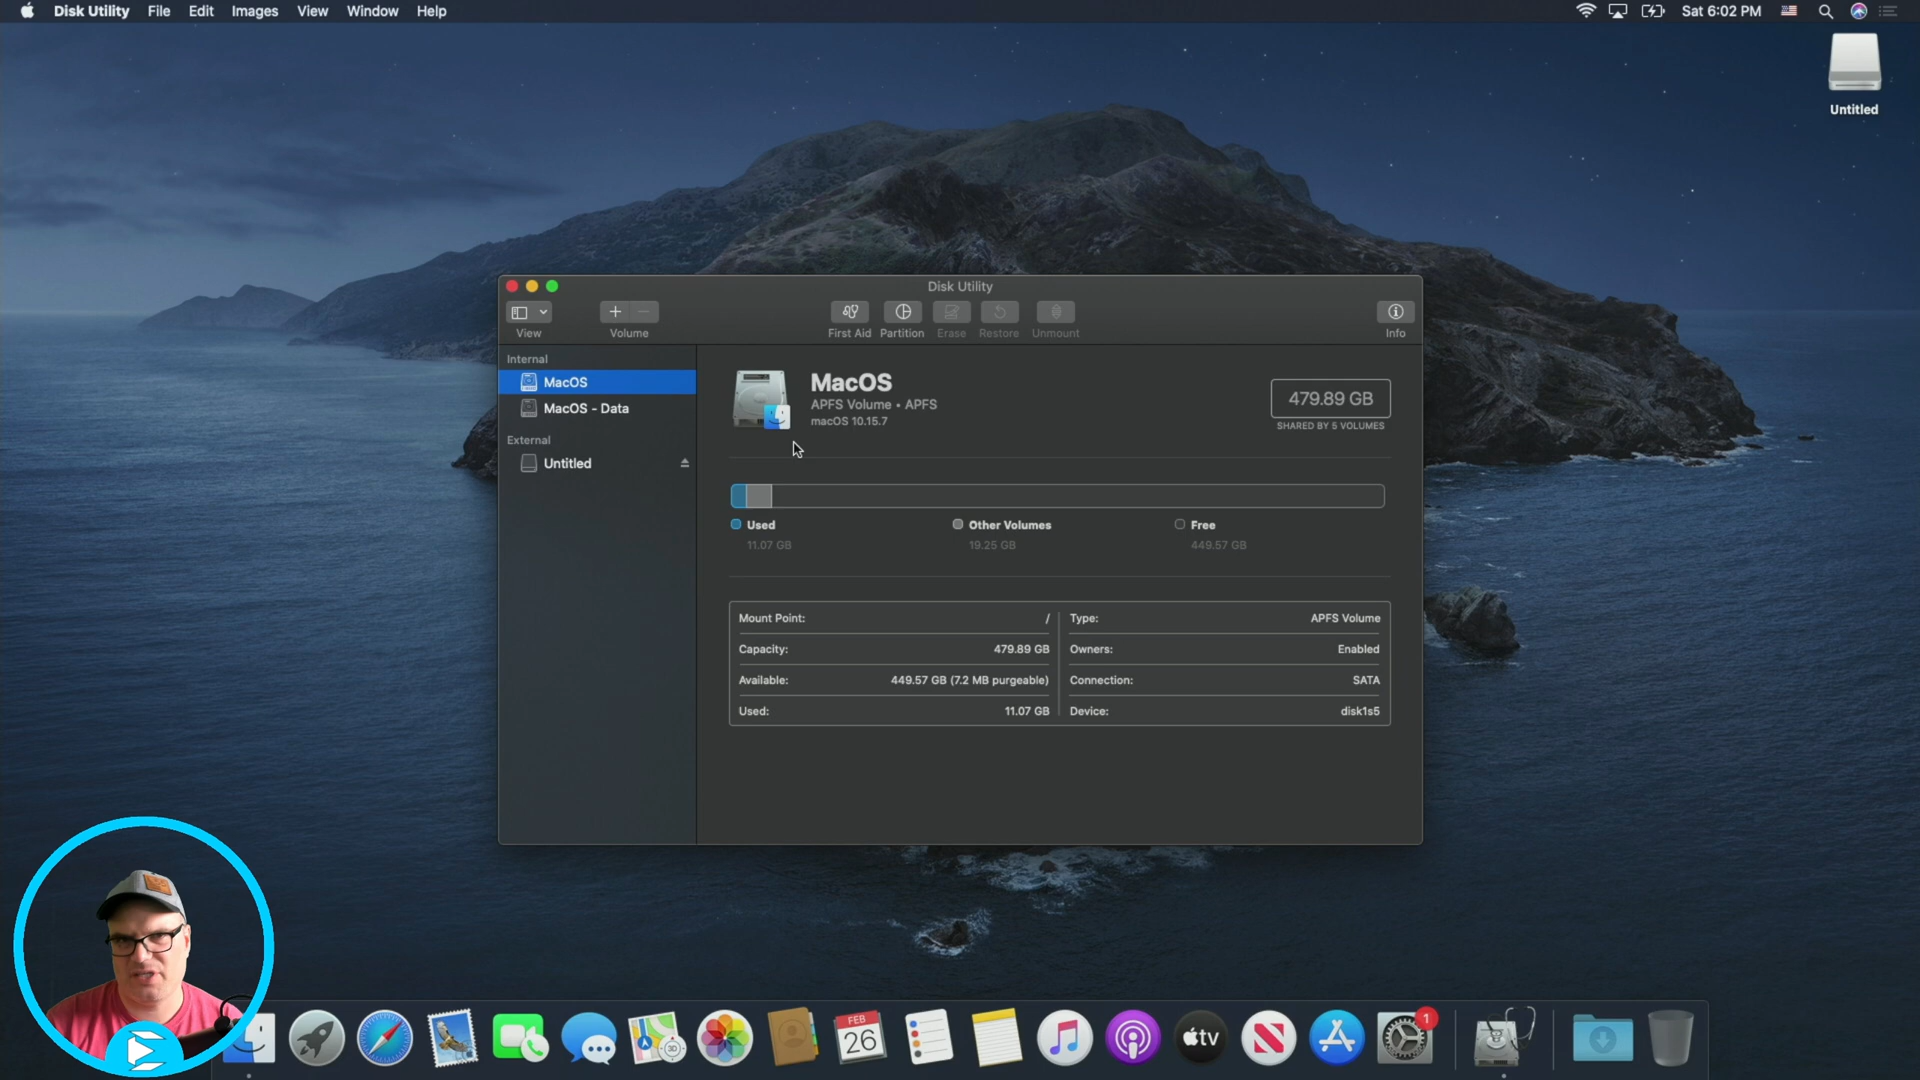 Disk Utility File Edit Images View Window Help
Sat 6:02 PM
Untitled
Disk Utility
View
Volume
First Aid Partition Erase Restore Unmount
Info
Internal
MacOS
MacOS - Data
External
Untitled
MacOS
APFS Volume • APFS
macOS 10.15.7
479.89 GB
SHARED BY 5 VOLUMES
Used
11.07 GB
Other Volumes
19.25 GB
Free
449.57 GB
Mount Point: /
Capacity: 479.89 GB
Available: 449.57 GB (7.2 MB purgeable)
Used: 11.07 GB
Type: APFS Volume
Owners: Enabled
Connection: SATA
Device: disk1s5
3D
FEB
26
tv
1